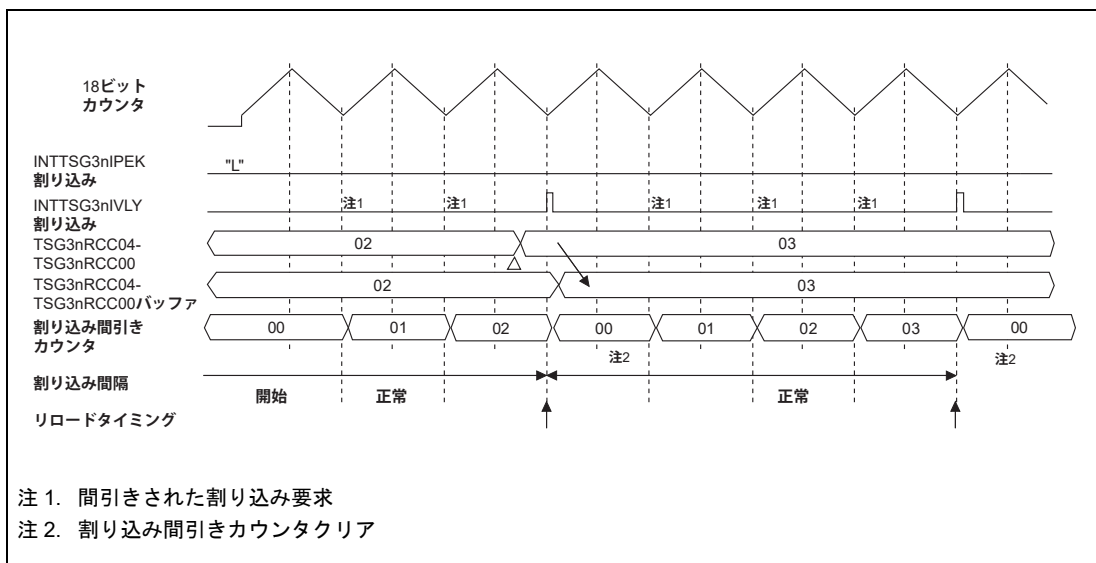 18ビット
カウンタ
INTTSG3nIPEK
割り込み
"L"
INTTSG3nIVLY
割り込み
注1 注1 注1 注1 注1
TSG3nRCC04-
TSG3nRCC00
02 03
TSG3nRCC04-
TSG3nRCC00バッファ
02 03
割り込み間引き
カウンタ
00 01 02 00 01 02 03 00
注2 注2
割り込み間隔
開始 正常 正常
リロードタイミング
注 1. 間引きされた割り込み要求
注 2. 割り込み間引きカウンタクリア